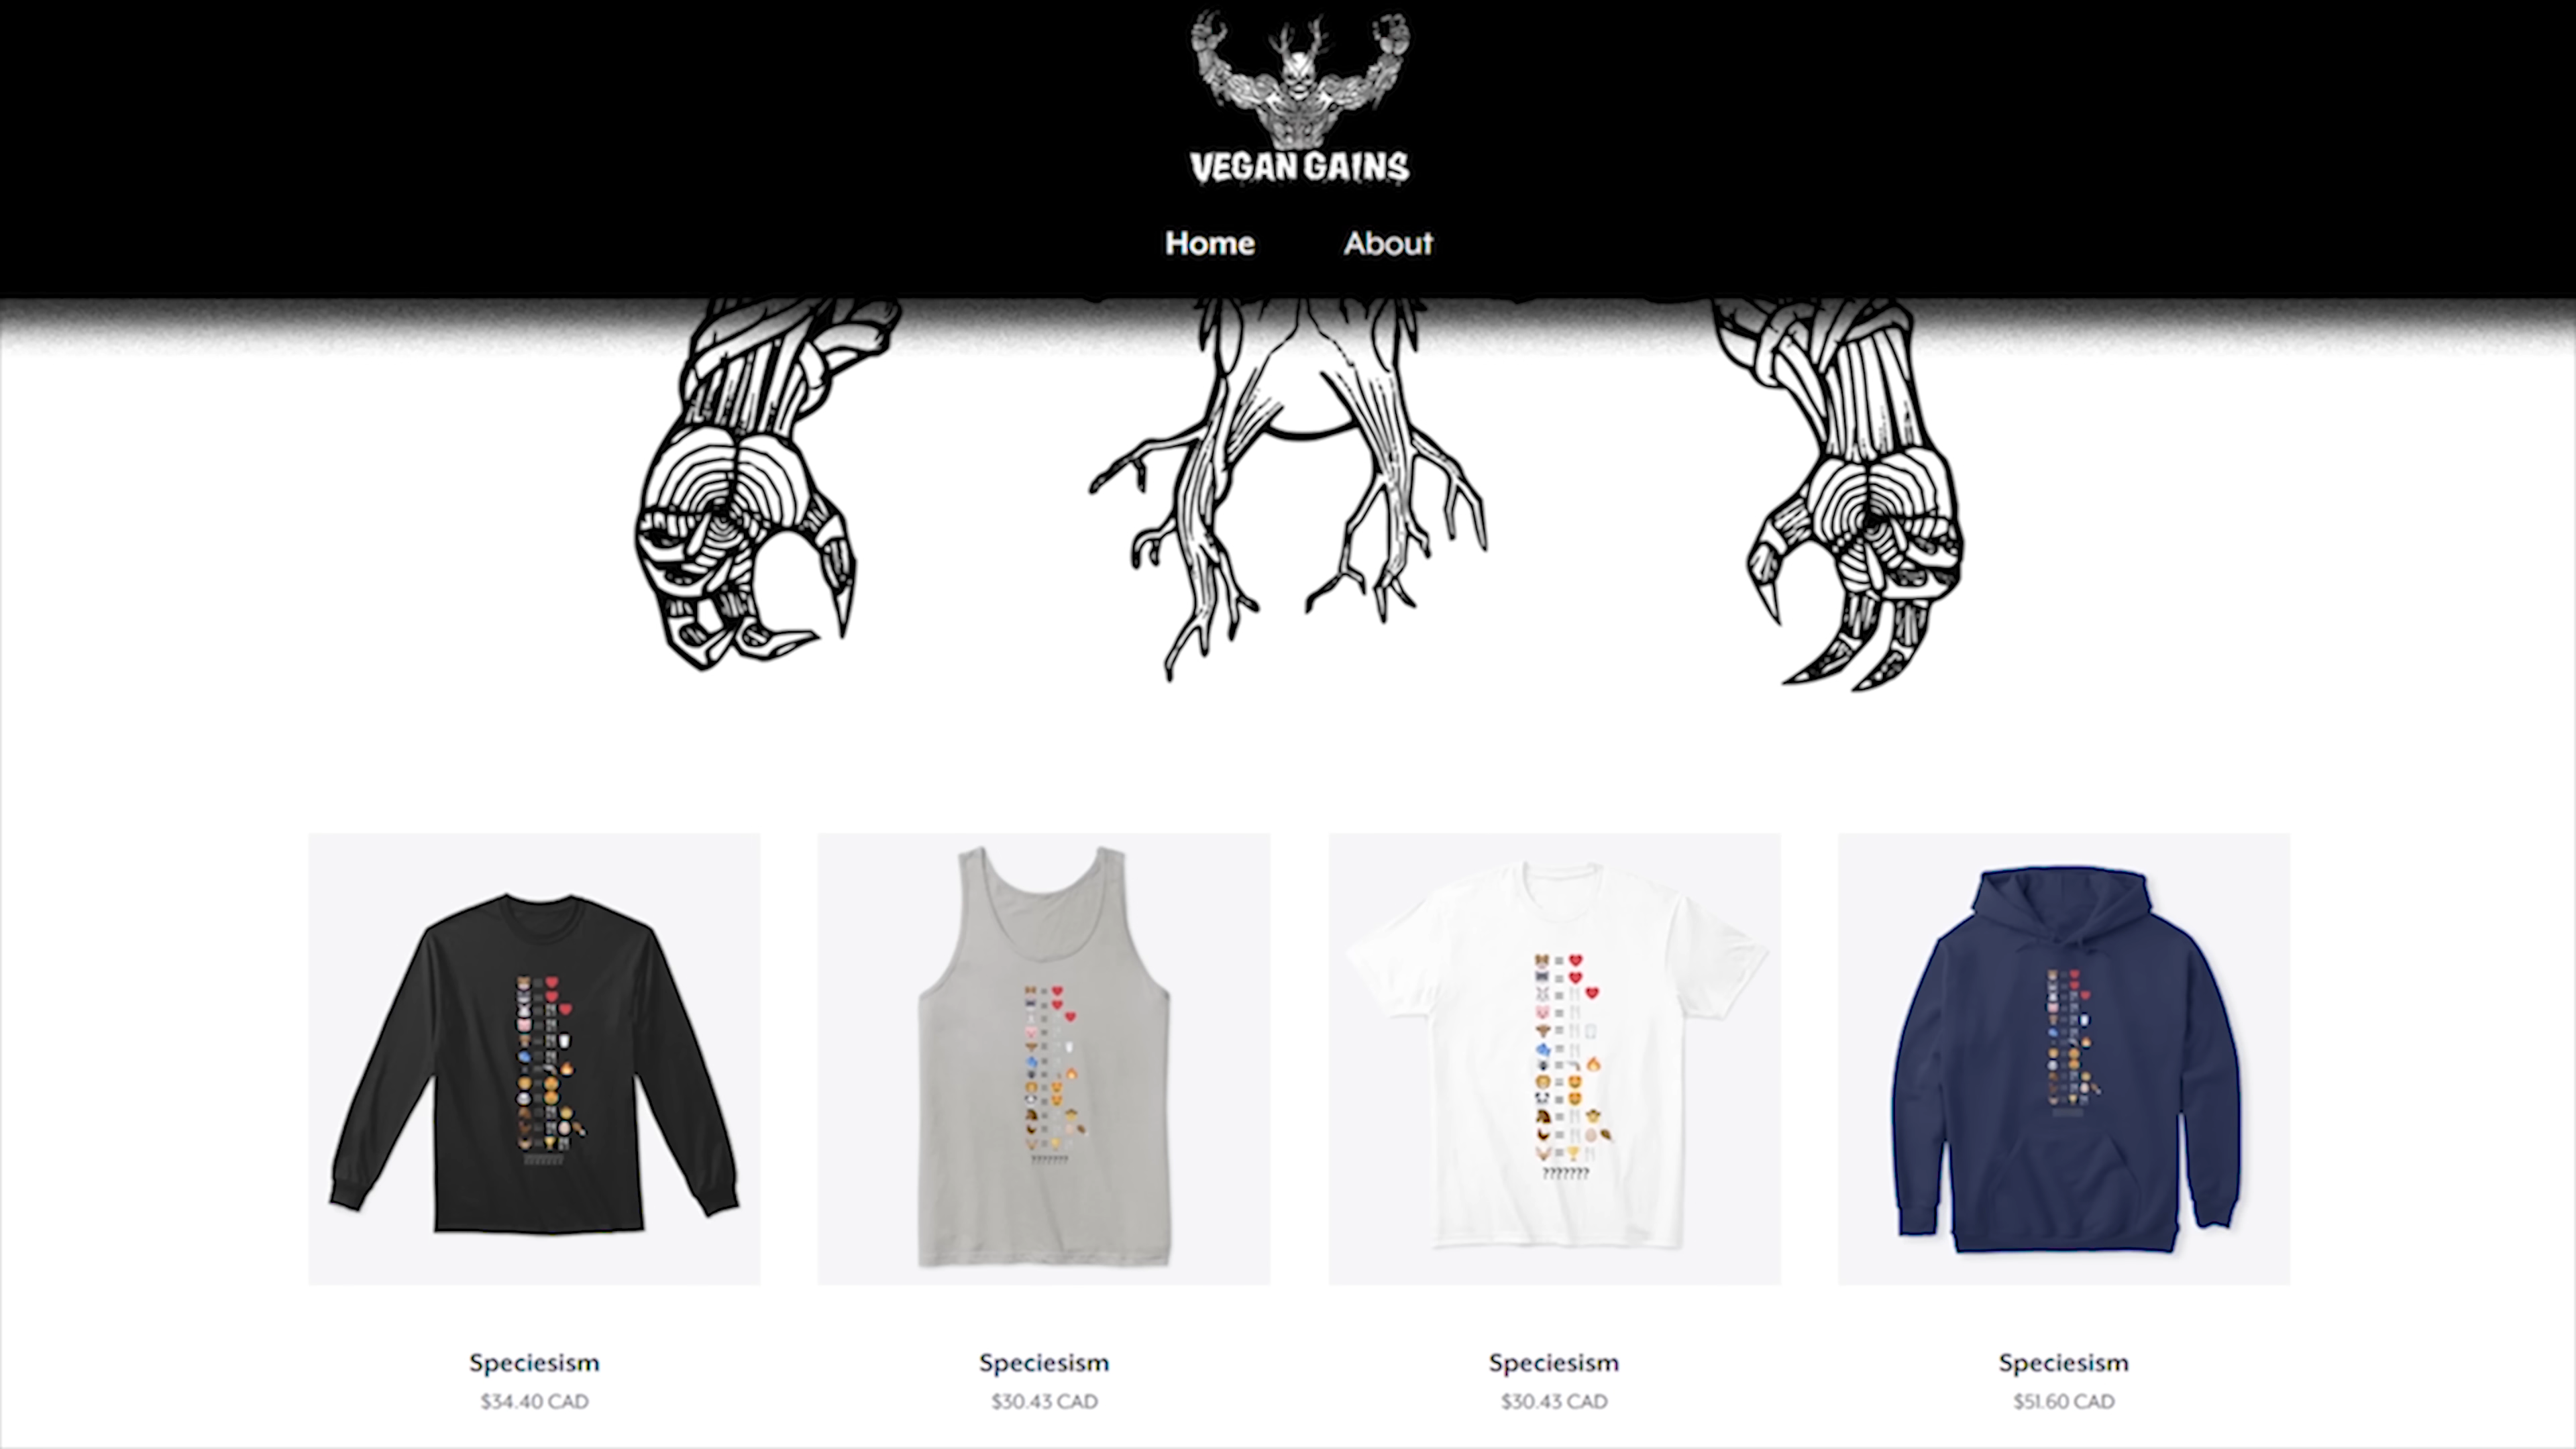 VEGAN GAINS
Home About
???????
Speciesism
$34.40 CAD
Speciesism
$30.43 CAD
Speciesism
$30.43 CAD
Speciesism
$51.60 CAD